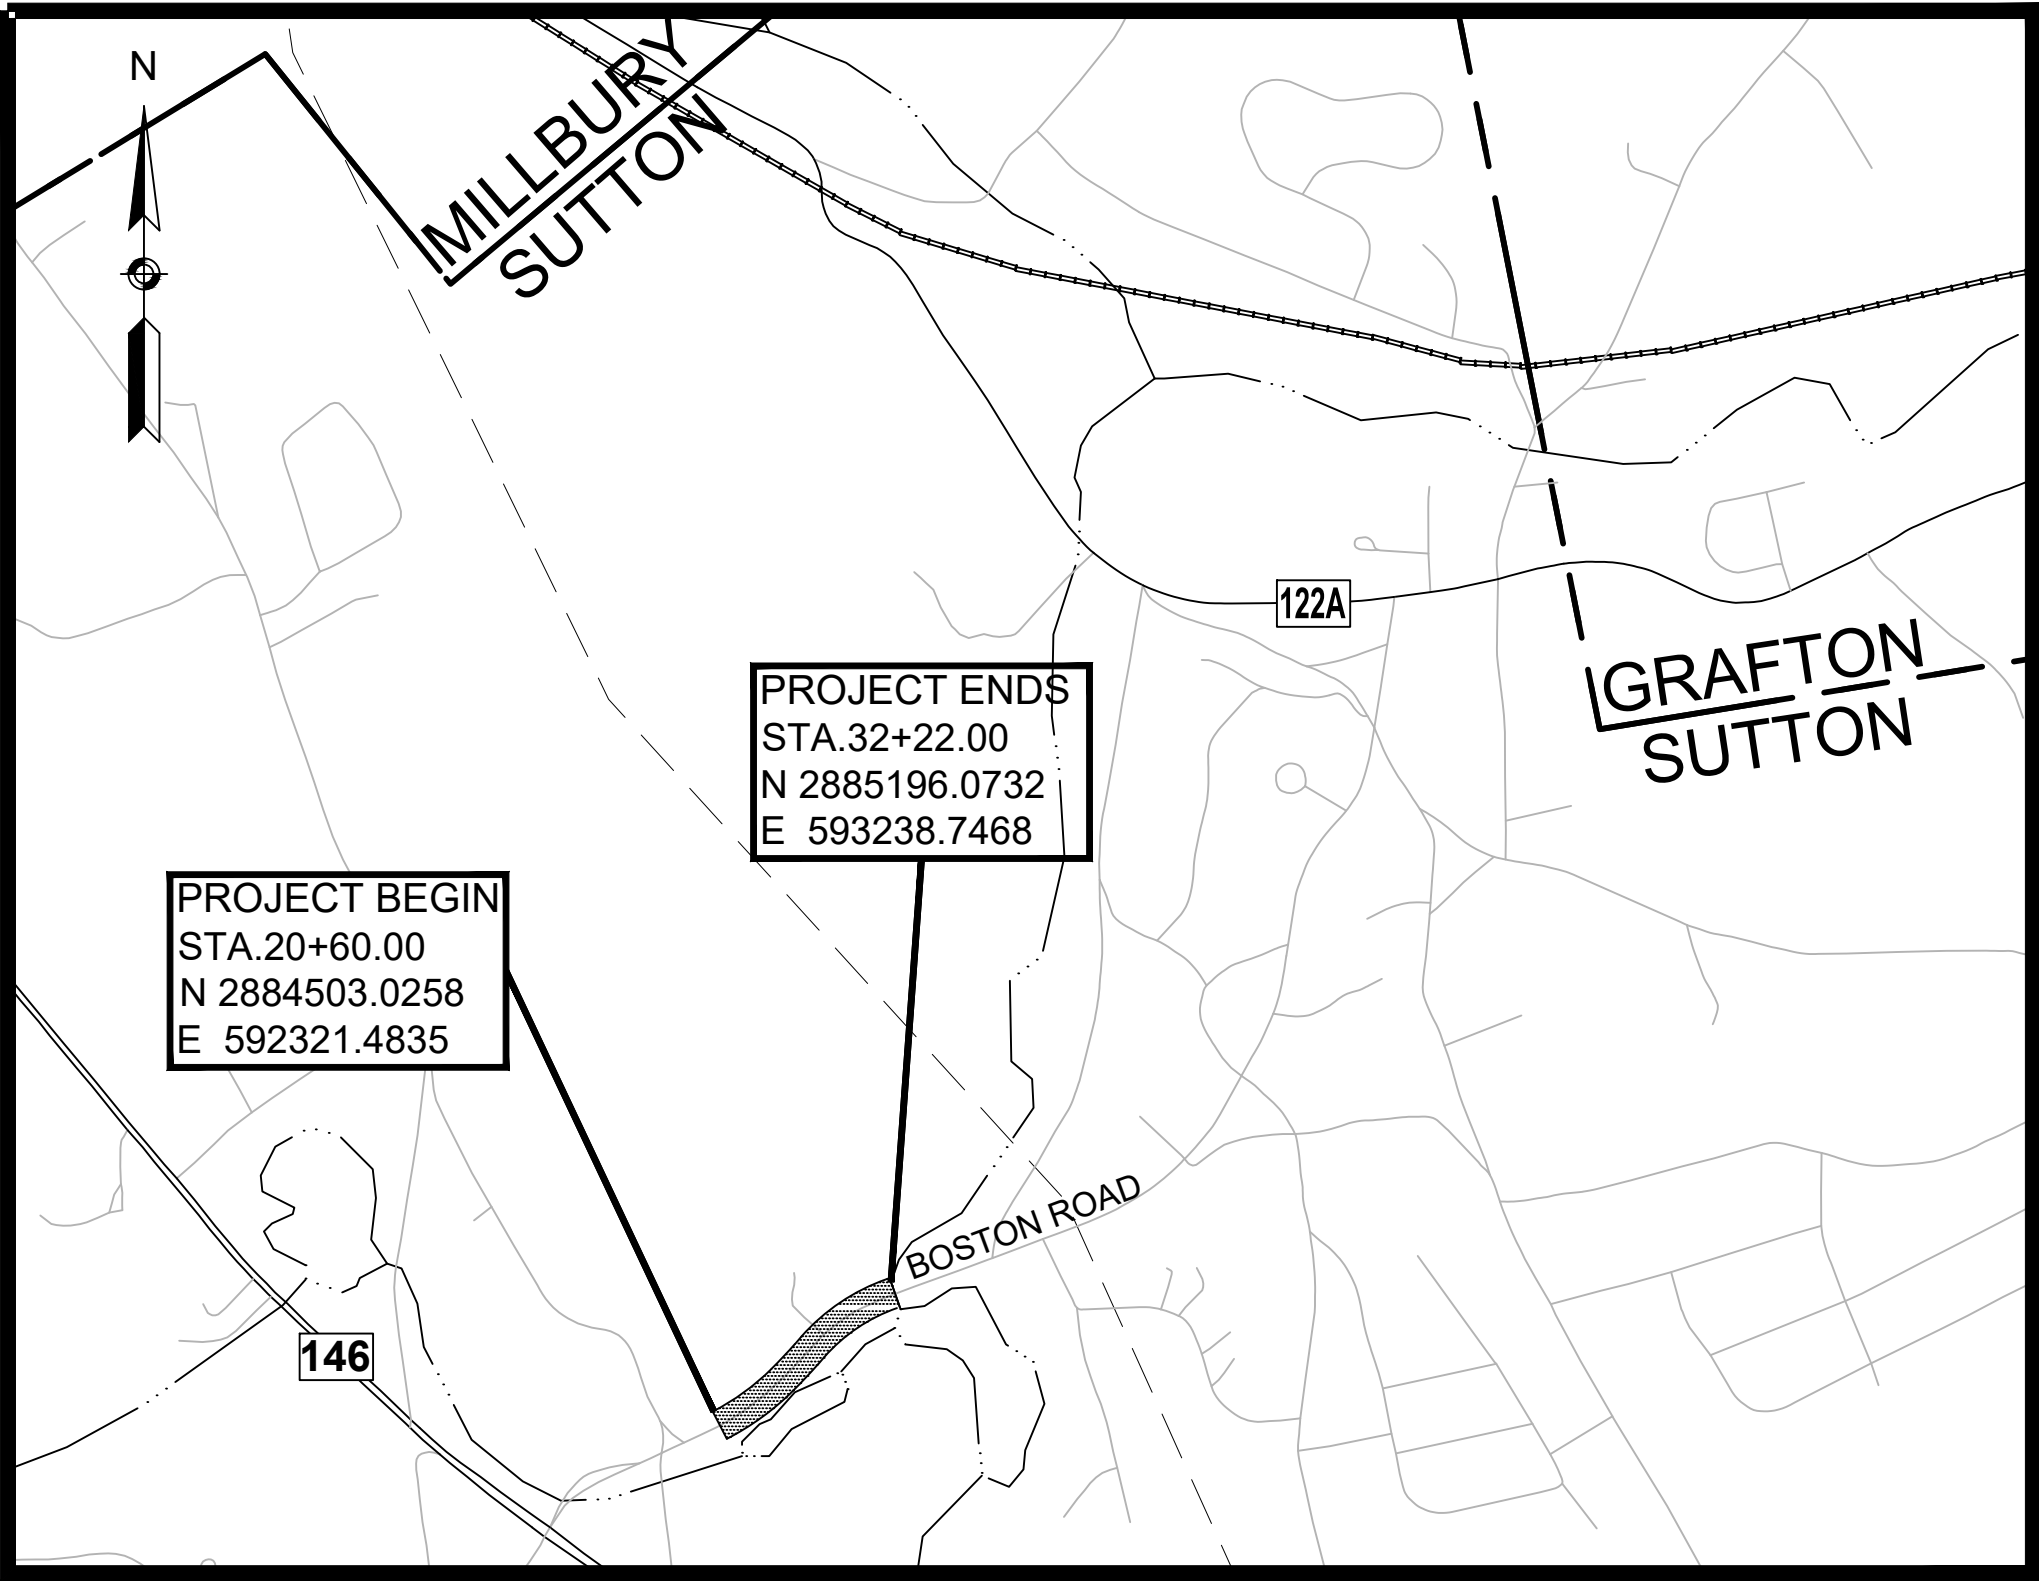 N
MILLBURY
SUTTON
122A
GRAFTON
SUTTON
PROJECT ENDS
STA.32+22.00
N 2885196.0732
E 593238.7468
PROJECT BEGIN
STA.20+60.00
N 2884503.0258
E 592321.4835
BOSTON ROAD
146